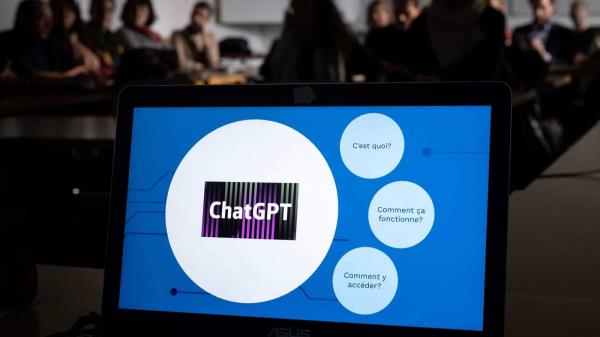 ChatGPT
C'est quoi?
Comment ça
fonctionne?
Comment y
accéder?
ASUS